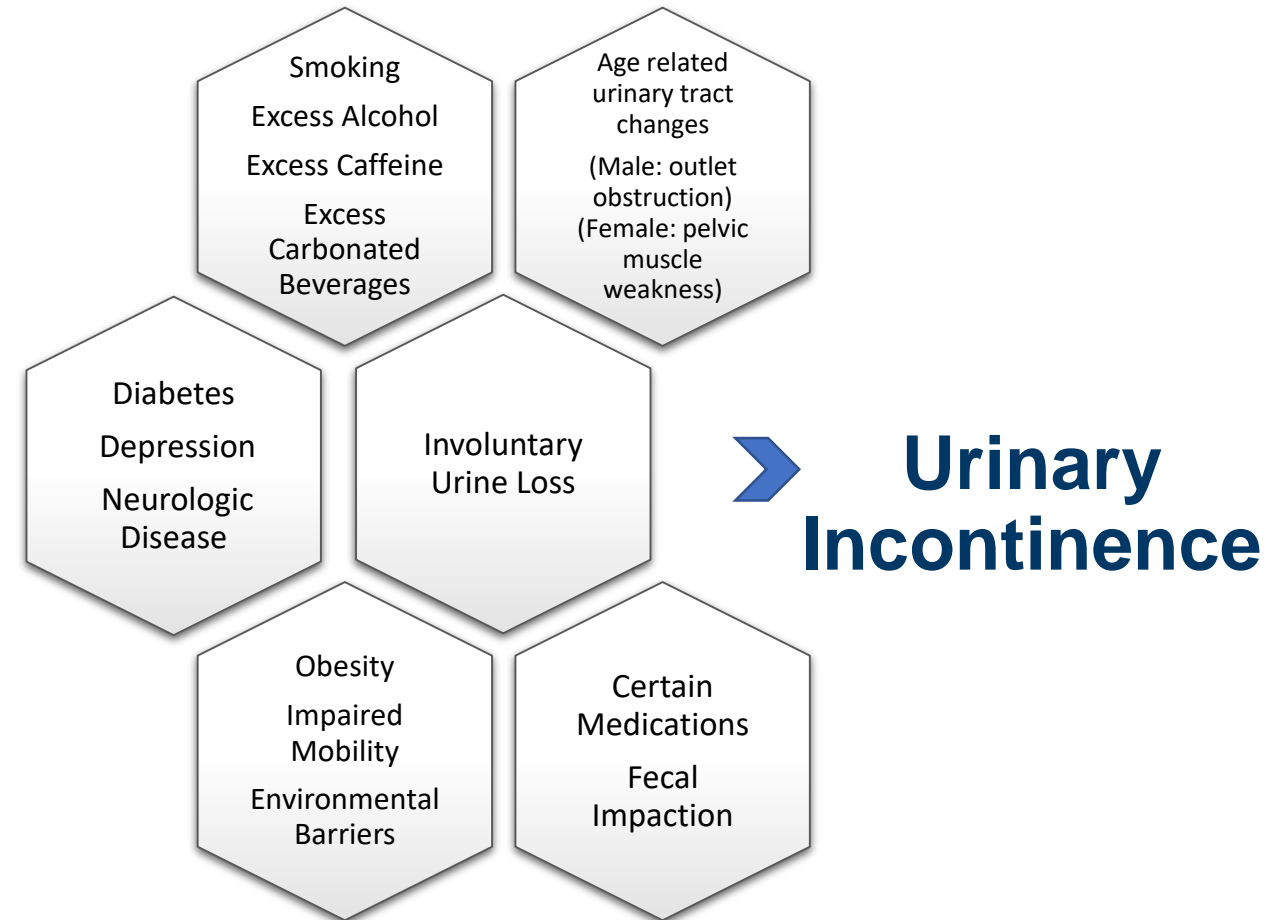 Smoking
Excess Alcohol
Excess Caffeine
Excess
Carbonated
Beverages
Age related
urinary tract
changes
(Male: outlet
obstruction)
(Female: pelvic
muscle
weakness)
Diabetes
Depression
Neurologic
Disease
Involuntary
Urine Loss
Urinary
Incontinence
Obesity
Impaired
Mobility
Environmental
Barriers
Certain
Medications
Fecal
Impaction